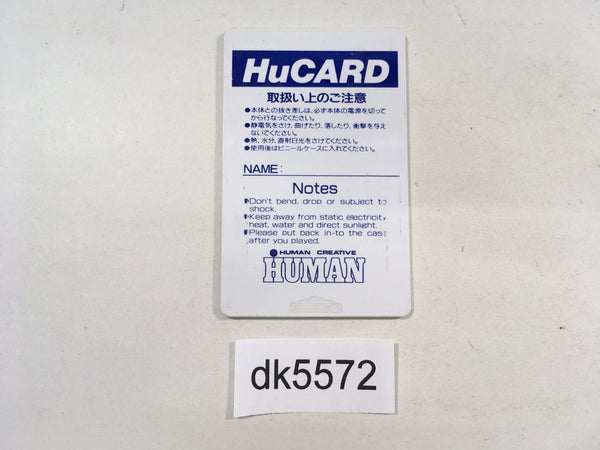 HuCARD
取扱い上のご注意
●本体との抜き差しは、必ず本体の電源を切って
から行なってください。
●静電気をさけ、曲げたり、落したり、衝撃を与え
ないでください。
●熱、水分、直射日光をさけてください。
●使用後はビニールケースに入れてください。
NAME:
Notes
●Don't bend, drop or subject to
shock.
●Keep away from static electricity,
heat, water and direct sunlight.
●Please put back in-to the case
after you played.
HUMAN CREATIVE
HUMAN
dk5572